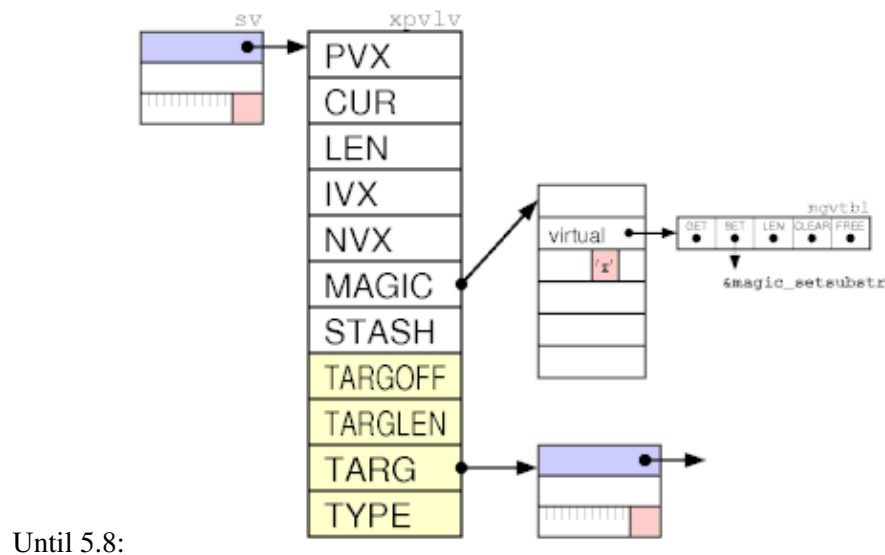 sv
xpvlv
PVX
CUR
LEN
IVX
NVX
MAGIC
STASH
TARGOFF
TARGLEN
TARG
TYPE
virtual
'x'
mgvtbl
GET SET LEN CLEAR FREE
&magic_setsubstr
Until 5.8: